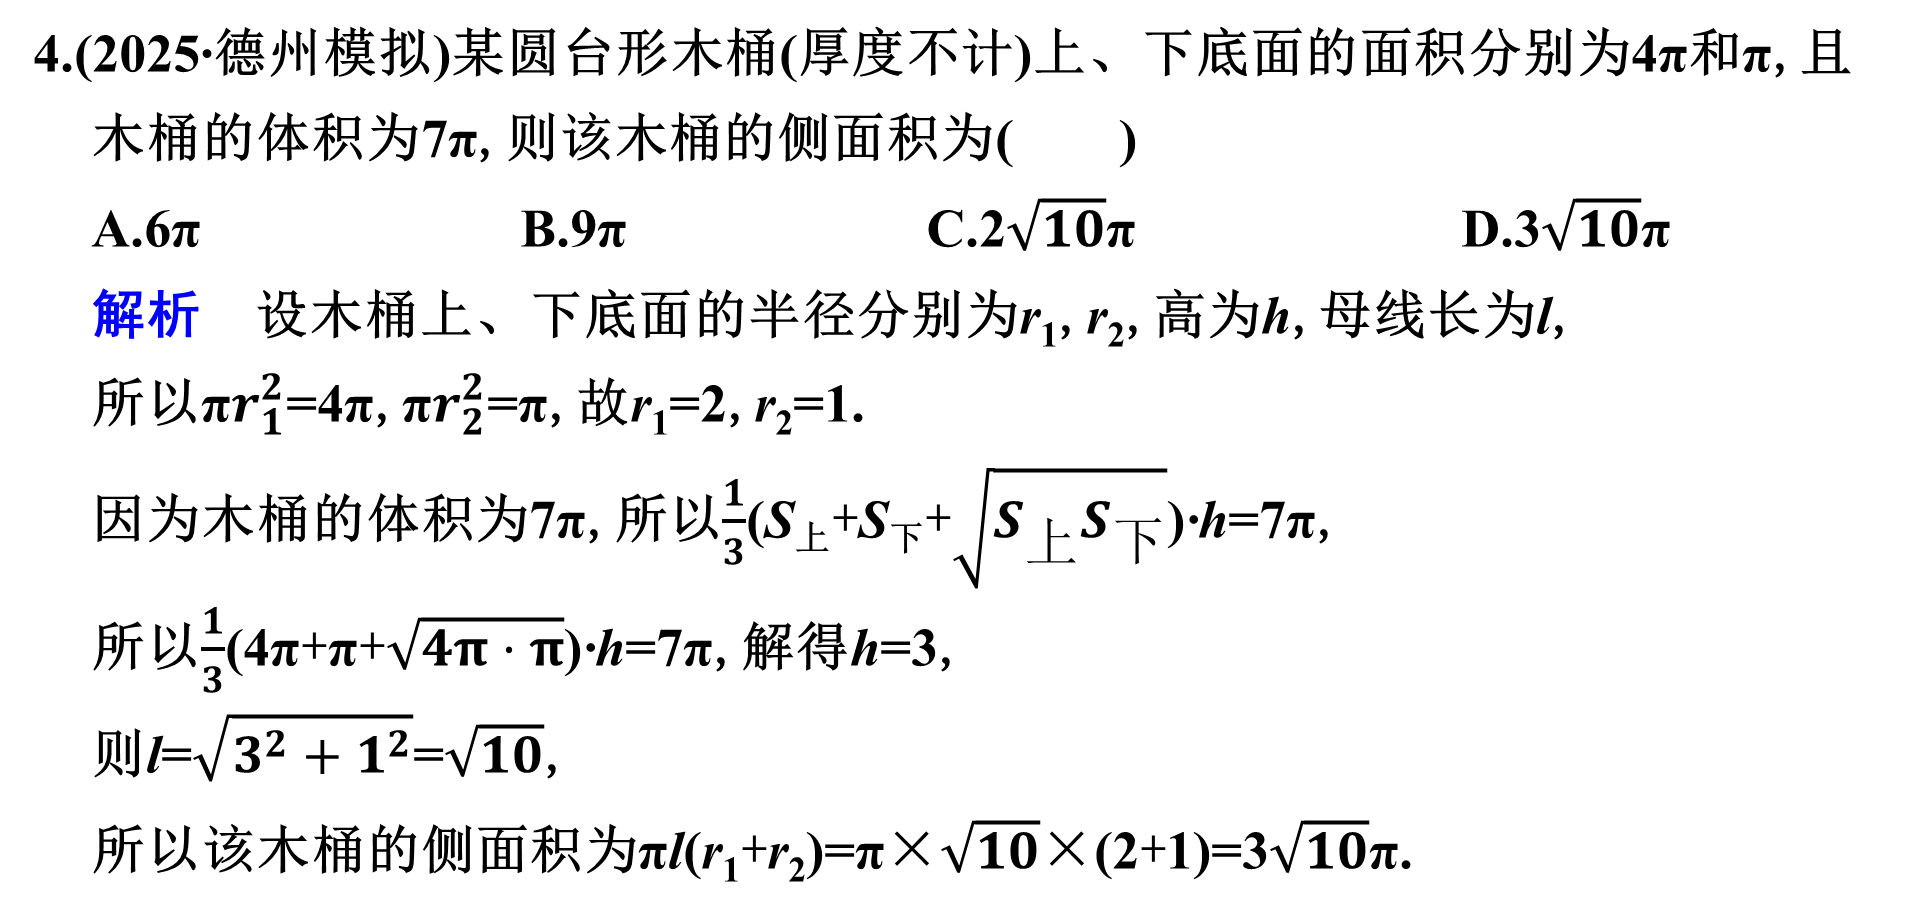 4.(2025·德州模拟)某圆台形木桶(厚度不计)上、下底面的面积分别为4π和π, 且
木桶的体积为7π, 则该木桶的侧面积为(　　)
A.6π　B.9π　C.2√10π　D.3√10π
解析　设木桶上、下底面的半径分别为r₁, r₂, 高为h, 母线长为l,
所以πr₁²=4π, πr₂²=π, 故r₁=2, r₂=1.
因为木桶的体积为7π, 所以1/3(S上+S下+√(S上S下))·h=7π,
所以1/3(4π+π+√(4π·π))·h=7π, 解得h=3,
则l=√(3²+1²)=√10,
所以该木桶的侧面积为πl(r₁+r₂)=π×√10×(2+1)=3√10π.